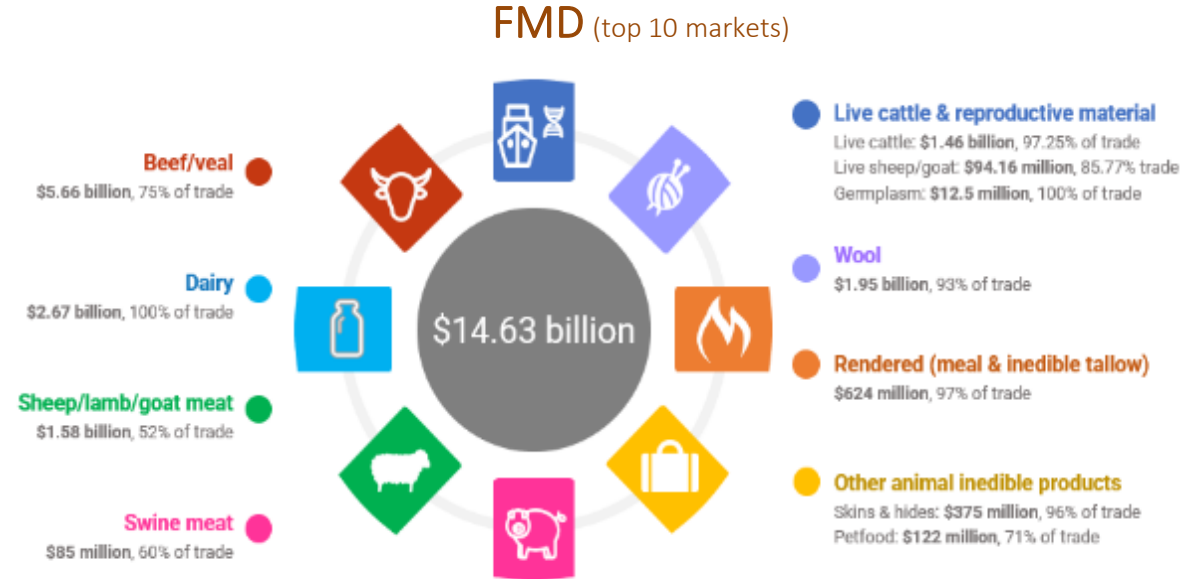 FMD (top 10 markets)
Beef/veal
$5.66 billion, 75% of trade
Dairy
$2.67 billion, 100% of trade
Sheep/lamb/goat meat
$1.58 billion, 52% of trade
Swine meat
$85 million, 60% of trade
$14.63 billion
Live cattle & reproductive material
Live cattle: $1.46 billion, 97.25% of trade
Live sheep/goat: $94.16 million, 85.77% trade
Germplasm: $12.5 million, 100% of trade
Wool
$1.95 billion, 93% of trade
Rendered (meal & inedible tallow)
$624 million, 97% of trade
Other animal inedible products
Skins & hides: $375 million, 96% of trade
Petfood: $122 million, 71% of trade